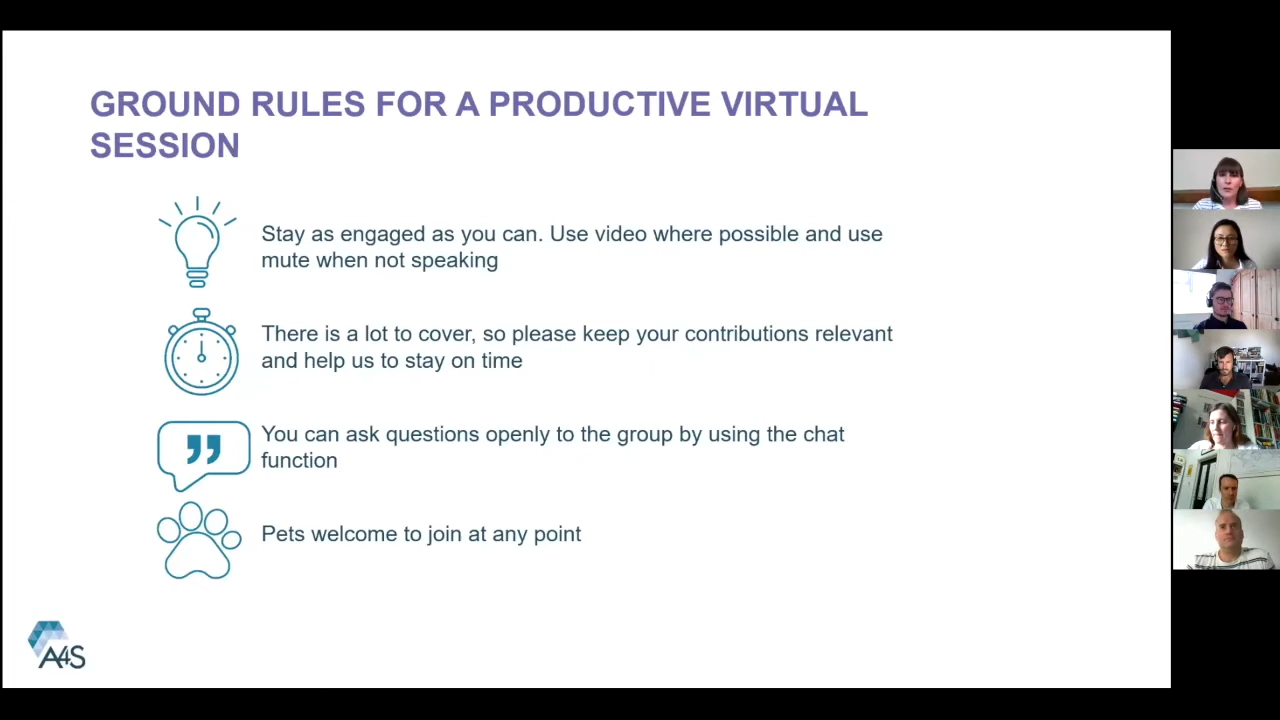 GROUND RULES FOR A PRODUCTIVE VIRTUAL
SESSION
Stay as engaged as you can. Use video where possible and use
mute when not speaking
There is a lot to cover, so please keep your contributions relevant
and help us to stay on time
You can ask questions openly to the group by using the chat
function
Pets welcome to join at any point
A4S